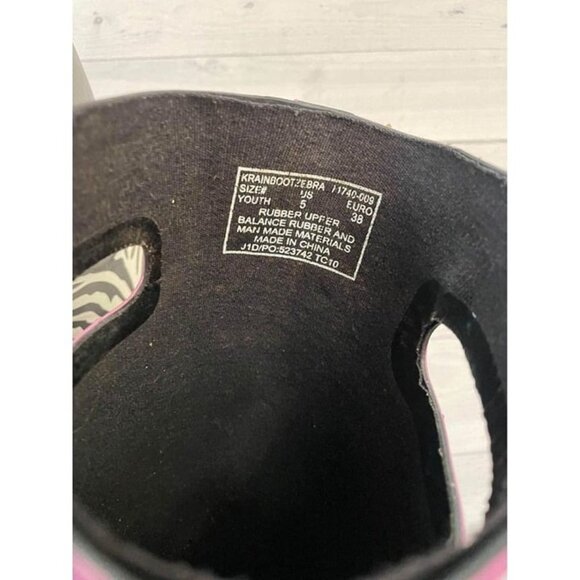 KRAINBOOTZEBRA 11740-009
SIZE# US EURO
YOUTH 5 38
RUBBER UPPER
BALANCE RUBBER AND
MAN MADE MATERIALS
MADE IN CHINA
J1D/PO:523742 TC10